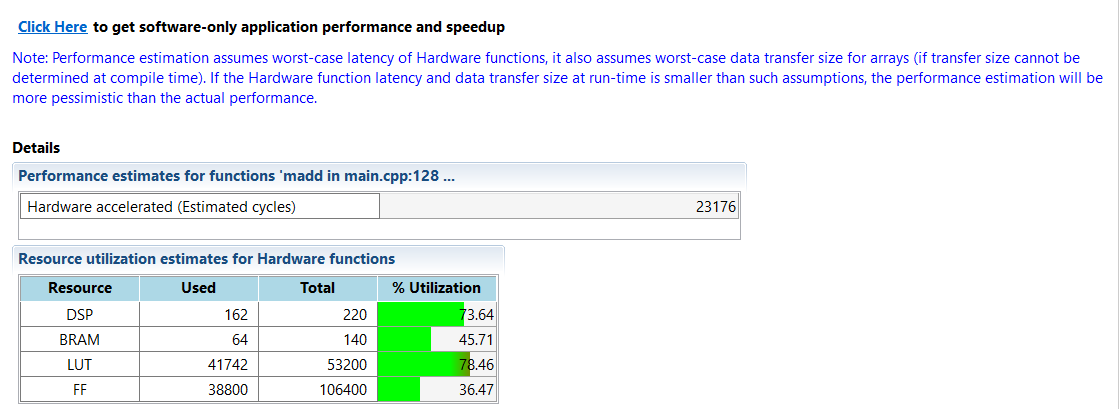 Click Here to get software-only application performance and speedup
Note: Performance estimation assumes worst-case latency of Hardware functions, it also assumes worst-case data transfer size for arrays (if transfer size cannot be
determined at compile time). If the Hardware function latency and data transfer size at run-time is smaller than such assumptions, the performance estimation will be
more pessimistic than the actual performance.
Details
Performance estimates for functions 'madd in main.cpp:128 ...
Hardware accelerated (Estimated cycles) 23176
Resource utilization estimates for Hardware functions
Resource Used Total % Utilization
DSP 162 220 73.64
BRAM 64 140 45.71
LUT 41742 53200 78.46
FF 38800 106400 36.47